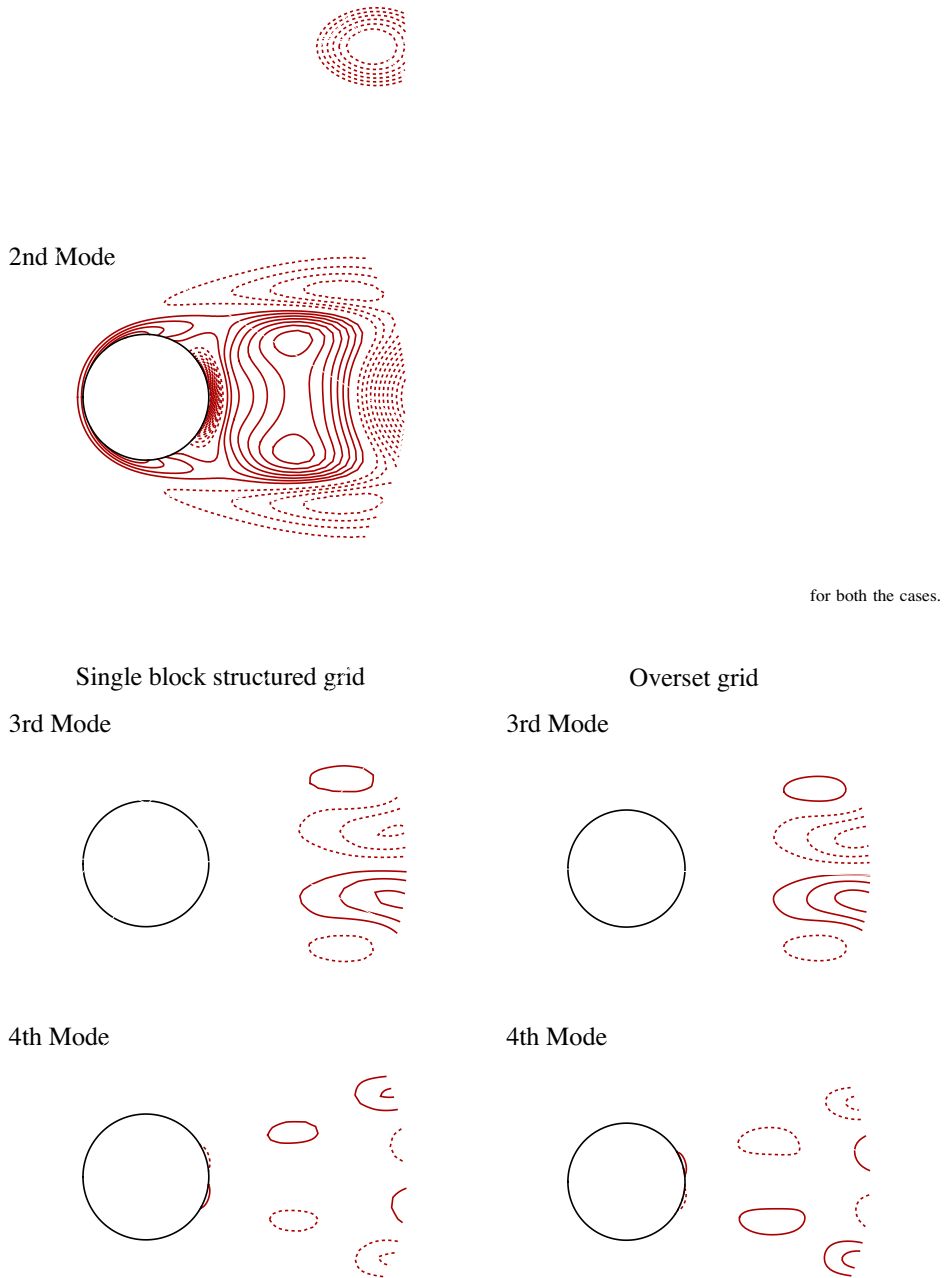 2nd Mode
for both the cases.
Single block structured grid
Overset grid
3rd Mode
3rd Mode
4th Mode
4th Mode